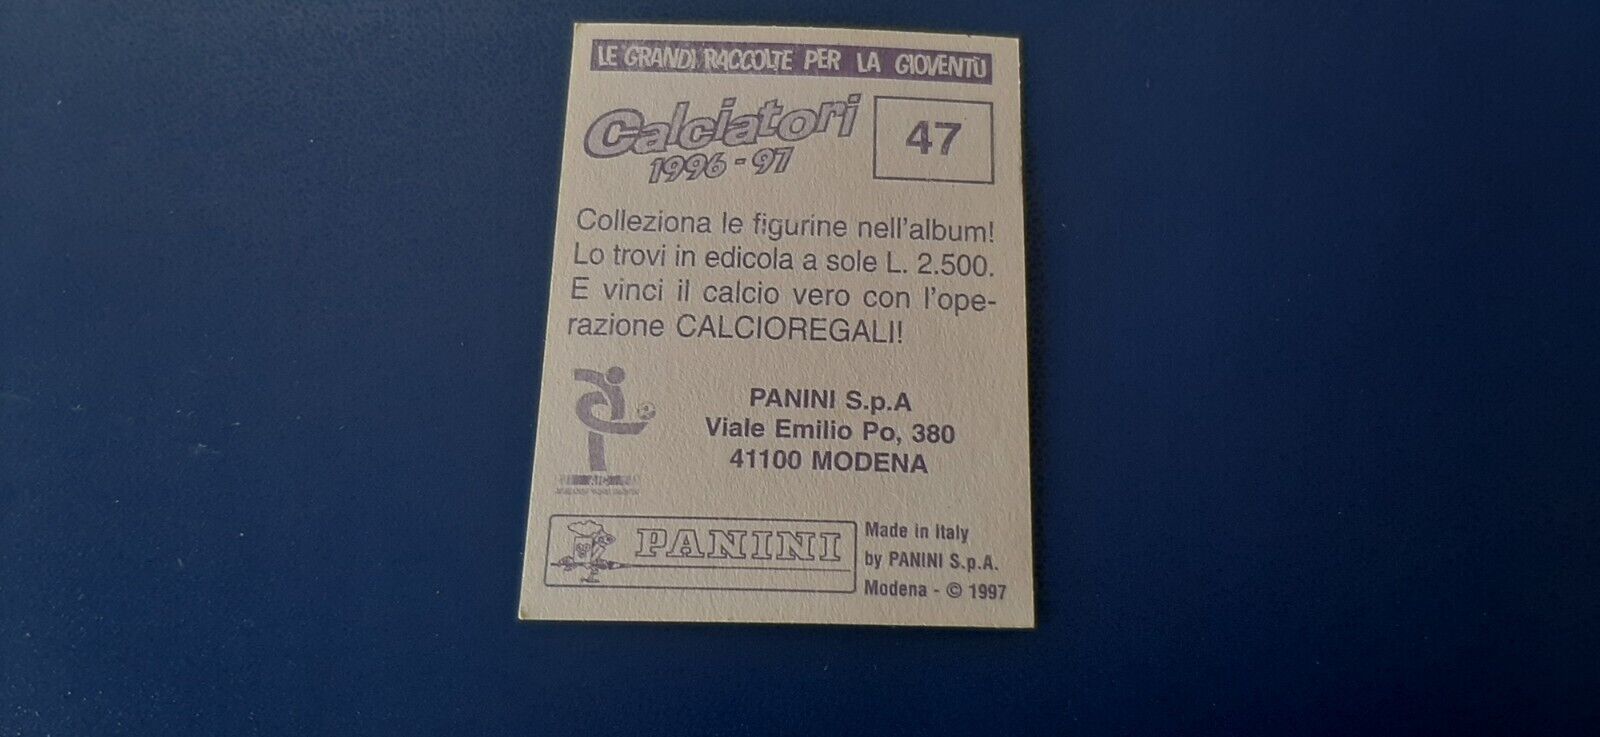 LE GRANDI RACCOLTE PER LA GIOVENTÙ
Calciatori
1996-97
47
Colleziona le figurine nell'album!
Lo trovi in edicola a sole L. 2.500.
E vinci il calcio vero con l'ope-
razione CALCIOREGALI!
PANINI S.p.A
Viale Emilio Po, 380
41100 MODENA
PANINI
Made in Italy
by PANINI S.p.A.
Modena - © 1997